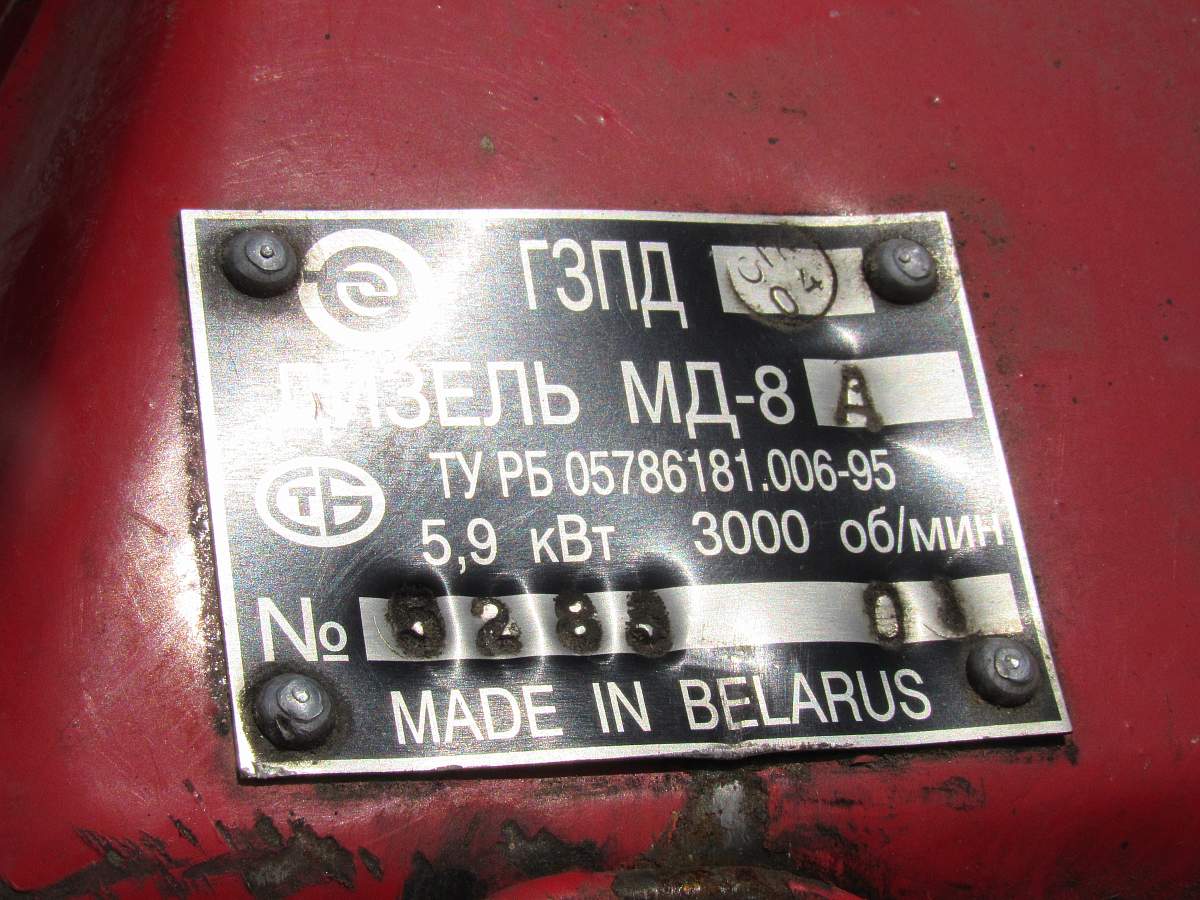 ГЗПД
ДИЗЕЛЬ МД-8 А
ТУ РБ 05786181.006-95
5,9 кВт 3000 об/мин
№
MADE IN BELARUS